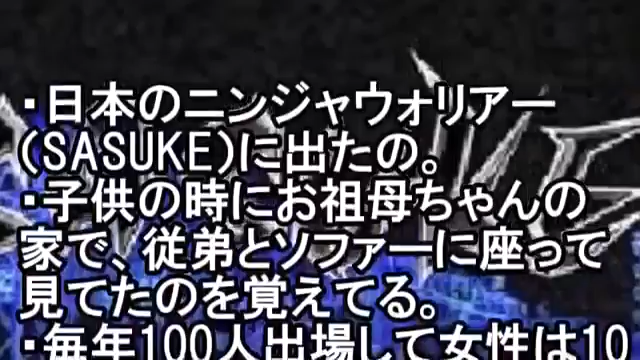 ・日本のニンジャウォリアー
(SASUKE)に出たの。
・子供の時にお祖母ちゃんの
家で、従弟とソファーに座って
見てたのを覚えてる。
・毎年100人出場して女性は10